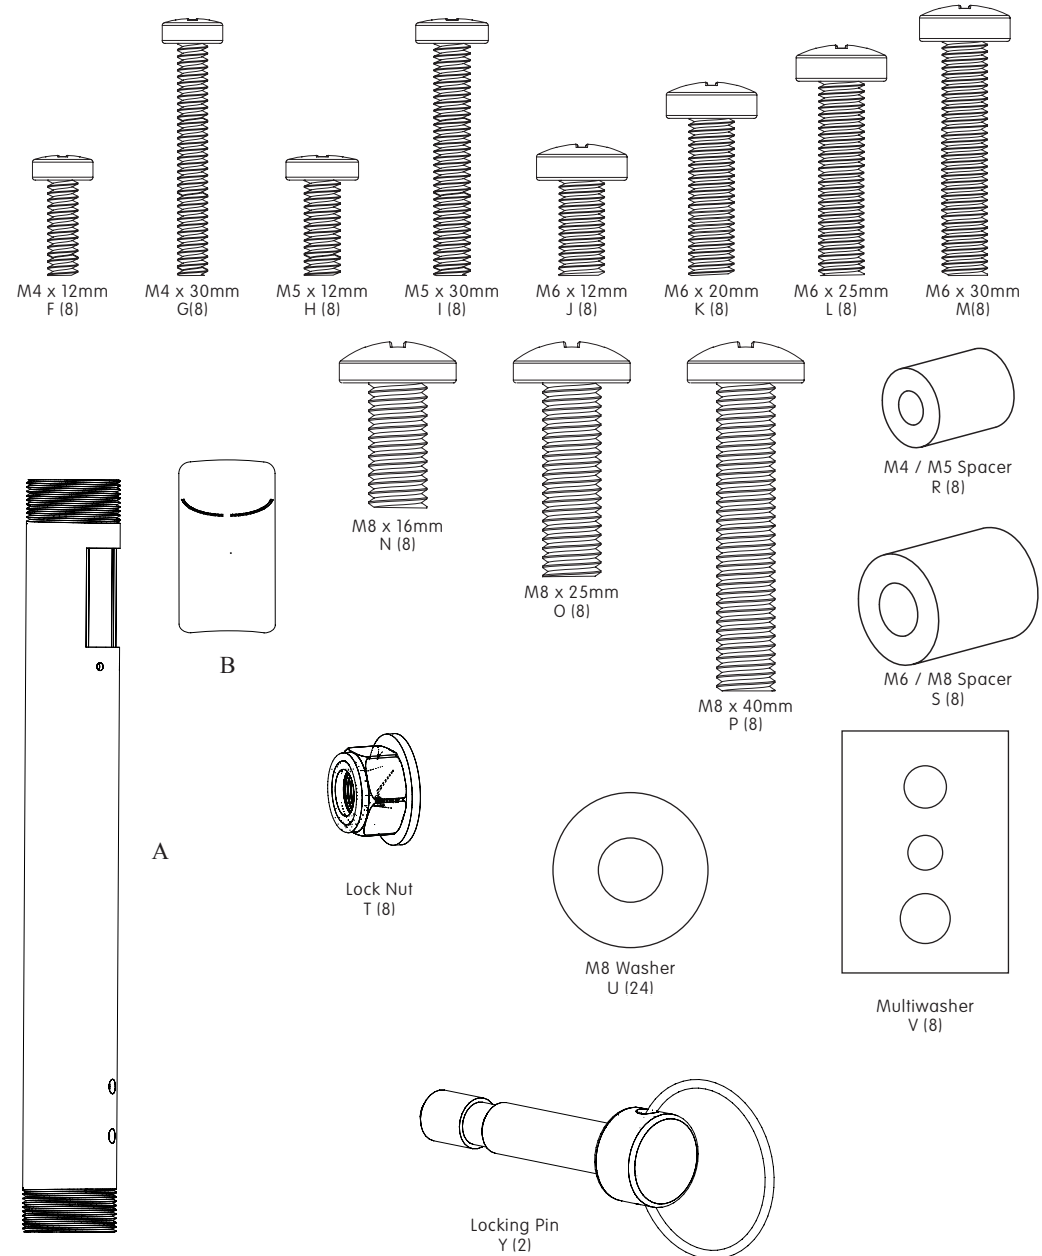 M4 x 12mm
F (8)
M4 x 30mm
G(8)
M5 x 12mm
H (8)
M5 x 30mm
I (8)
M6 x 12mm
J (8)
M6 x 20mm
K (8)
M6 x 25mm
L (8)
M6 x 30mm
M(8)
M8 x 16mm
N (8)
M8 x 25mm
O (8)
M8 x 40mm
P (8)
M4 / M5 Spacer
R (8)
M6 / M8 Spacer
S (8)
B
A
Lock Nut
T (8)
M8 Washer
U (24)
Multiwasher
V (8)
Locking Pin
Y (2)